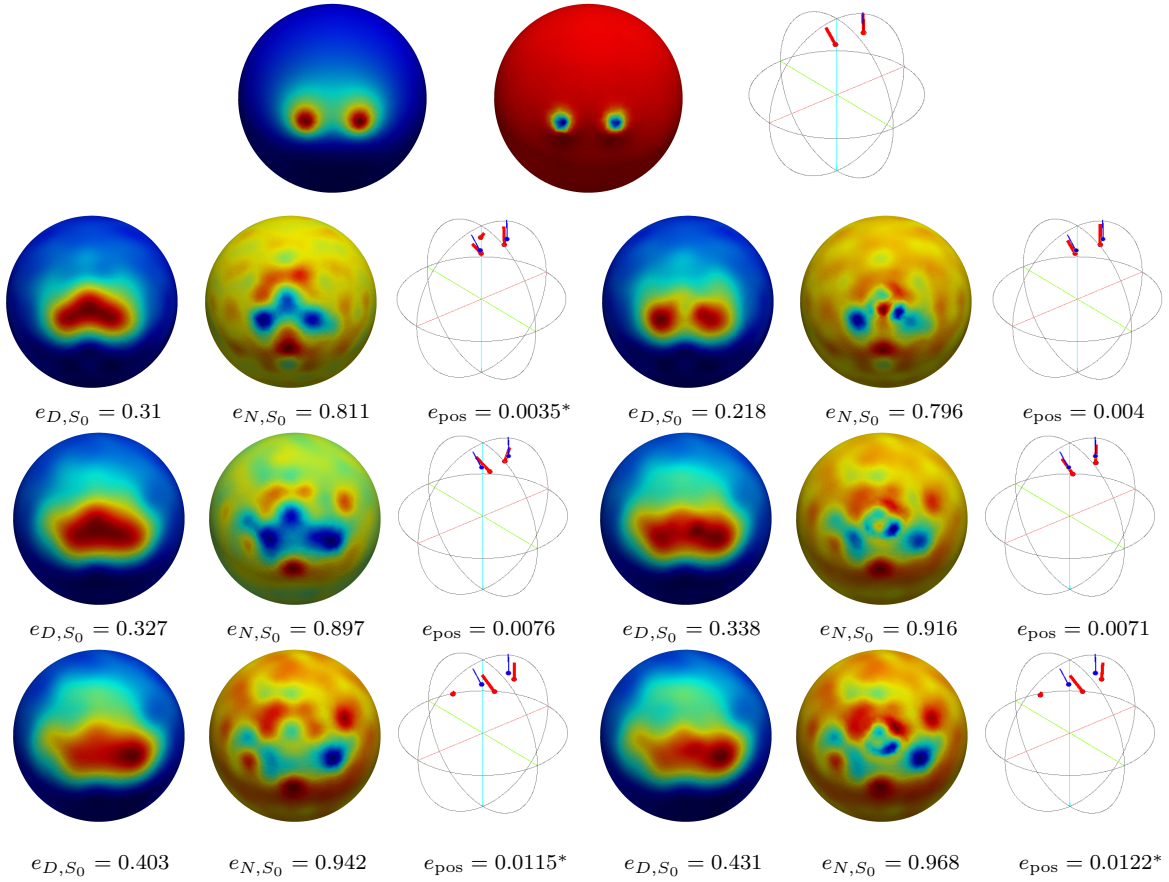 e_{D,S_0} = 0.31 e_{N,S_0} = 0.811 e_{pos} = 0.0035* e_{D,S_0} = 0.218 e_{N,S_0} = 0.796 e_{pos} = 0.004
e_{D,S_0} = 0.327 e_{N,S_0} = 0.897 e_{pos} = 0.0076 e_{D,S_0} = 0.338 e_{N,S_0} = 0.916 e_{pos} = 0.0071
e_{D,S_0} = 0.403 e_{N,S_0} = 0.942 e_{pos} = 0.0115* e_{D,S_0} = 0.431 e_{N,S_0} = 0.968 e_{pos} = 0.0122*